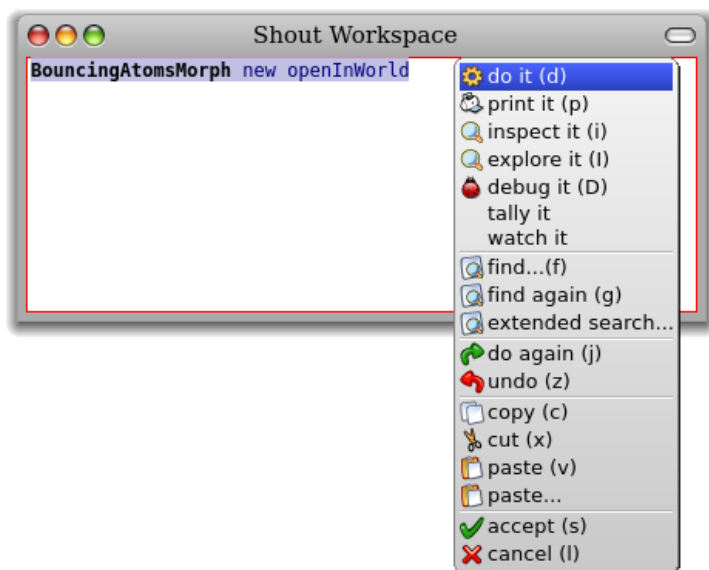 Shout Workspace
BouncingAtomsMorph new openInWorld
do it (d)
print it (p)
inspect it (i)
explore it (I)
debug it (D)
tally it
watch it
find...(f)
find again (g)
extended search...
do again (j)
undo (z)
copy (c)
cut (x)
paste (v)
paste...
accept (s)
cancel (l)